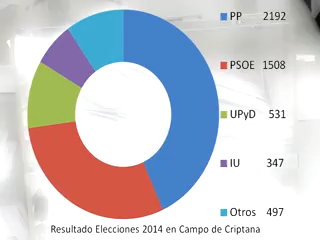 PP 2192
PSOE 1508
UPyD 531
IU 347
Otros 497
Resultado Elecciones 2014 en Campo de Criptana